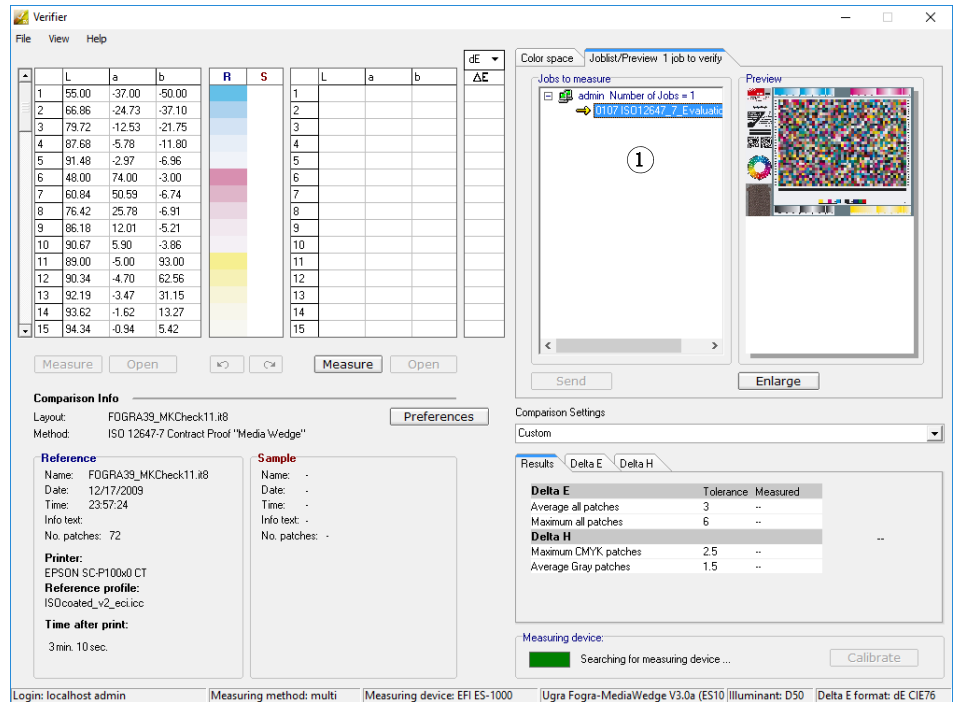 Verifier
File View Help
dE
L a b R S L a b ΔE
1 55.00 -37.00 -50.00 1
2 66.86 -24.73 -37.10 2
3 79.72 -12.53 -21.75 3
4 87.68 -5.78 -11.80 4
5 91.48 -2.97 -6.96 5
6 48.00 74.00 -3.00 6
7 60.84 50.59 -6.74 7
8 76.42 25.78 -6.91 8
9 86.18 12.01 -5.21 9
10 90.67 5.90 -3.86 10
11 89.00 -5.00 93.00 11
12 90.34 -4.70 62.56 12
13 92.19 -3.47 31.15 13
14 93.62 -1.62 13.27 14
15 94.34 -0.94 5.42 15
Measure Open Measure Open
Comparison Info
Layout: FOGRA39_MKCheck11.it8
Method: ISO 12647-7 Contract Proof "Media Wedge"
Preferences
Reference
Name: FOGRA39_MKCheck11.it8
Date: 12/17/2009
Time: 23:57:24
Info text:
No. patches: 72
Printer:
EPSON SC-P100x0 CT
Reference profile:
ISOcoated_v2_eci.icc
Time after print:
3 min. 10 sec.
Sample
Name: -
Date: -
Time: -
Info text: -
No. patches: -
Color space Joblist/Preview 1 job to verify
Jobs to measure
admin Number of Jobs = 1
0107 ISO12647_7_Evaluatio
1
Preview
Send Enlarge
Comparison Settings
Custom
Results Delta E Delta H
Delta E Tolerance Measured
Average all patches 3 --
Maximum all patches 6 --
Delta H --
Maximum CMYK patches 2.5 --
Average Gray patches 1.5 --
Measuring device:
Searching for measuring device ...
Calibrate
Login: localhost admin Measuring method: multi Measuring device: EFI ES-1000 Ugra Fogra-MediaWedge V3.0a (ES10 Illuminant: D50 Delta E format: dE CIE76